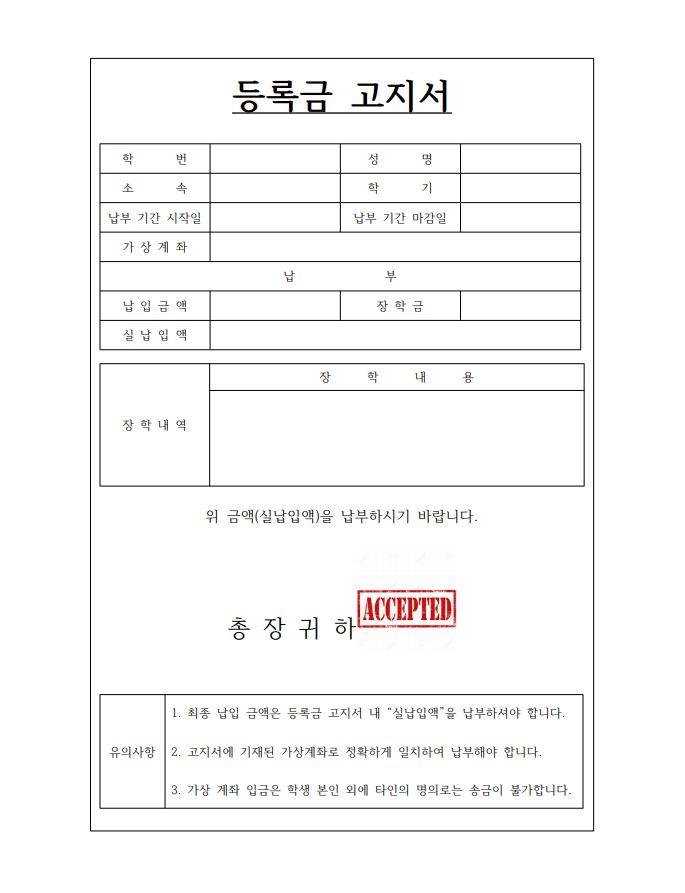 등록금 고지서
학 번 성 명
소 속 학 기
납부 기간 시작일 납부 기간 마감일
가 상 계 좌
납 부
납 입 금 액 장 학 금
실 납 입 액
장 학 내 용
장 학 내 역
위 금액(실납입액)을 납부하시기 바랍니다.
총 장 귀 하
ACCEPTED
1. 최종 납입 금액은 등록금 고지서 내 “실납입액”을 납부하셔야 합니다.
유의사항 2. 고지서에 기재된 가상계좌로 정확하게 일치하여 납부해야 합니다.
3. 가상 계좌 입금은 학생 본인 외에 타인의 명의로는 송금이 불가합니다.